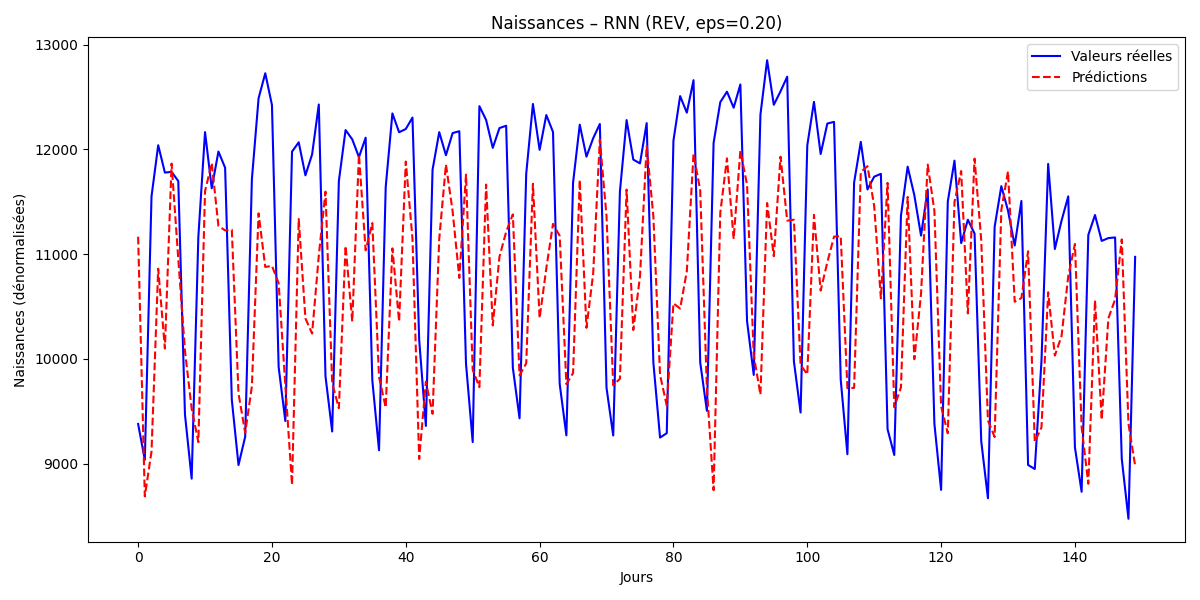 Naissances – RNN (REV, eps=0.20)
Valeurs réelles
Prédictions
Naissances (dénormalisées)
13000
12000
11000
10000
9000
0 20 40 60 80 100 120 140
Jours